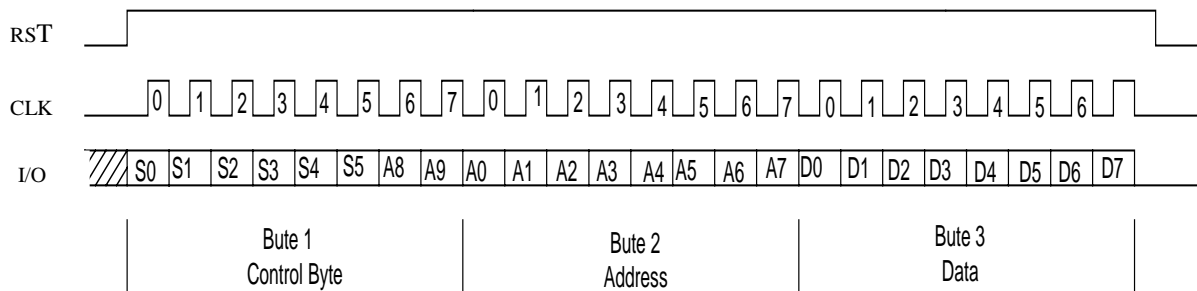 RST
CLK 0 1 2 3 4 5 6 7 0 1 2 3 4 5 6 7 0 1 2 3 4 5 6
I/O S0 S1 S2 S3 S4 S5 A8 A9 A0 A1 A2 A3 A4 A5 A6 A7 D0 D1 D2 D3 D4 D5 D6 D7
Bute 1 Bute 2 Bute 3
Control Byte Address Data